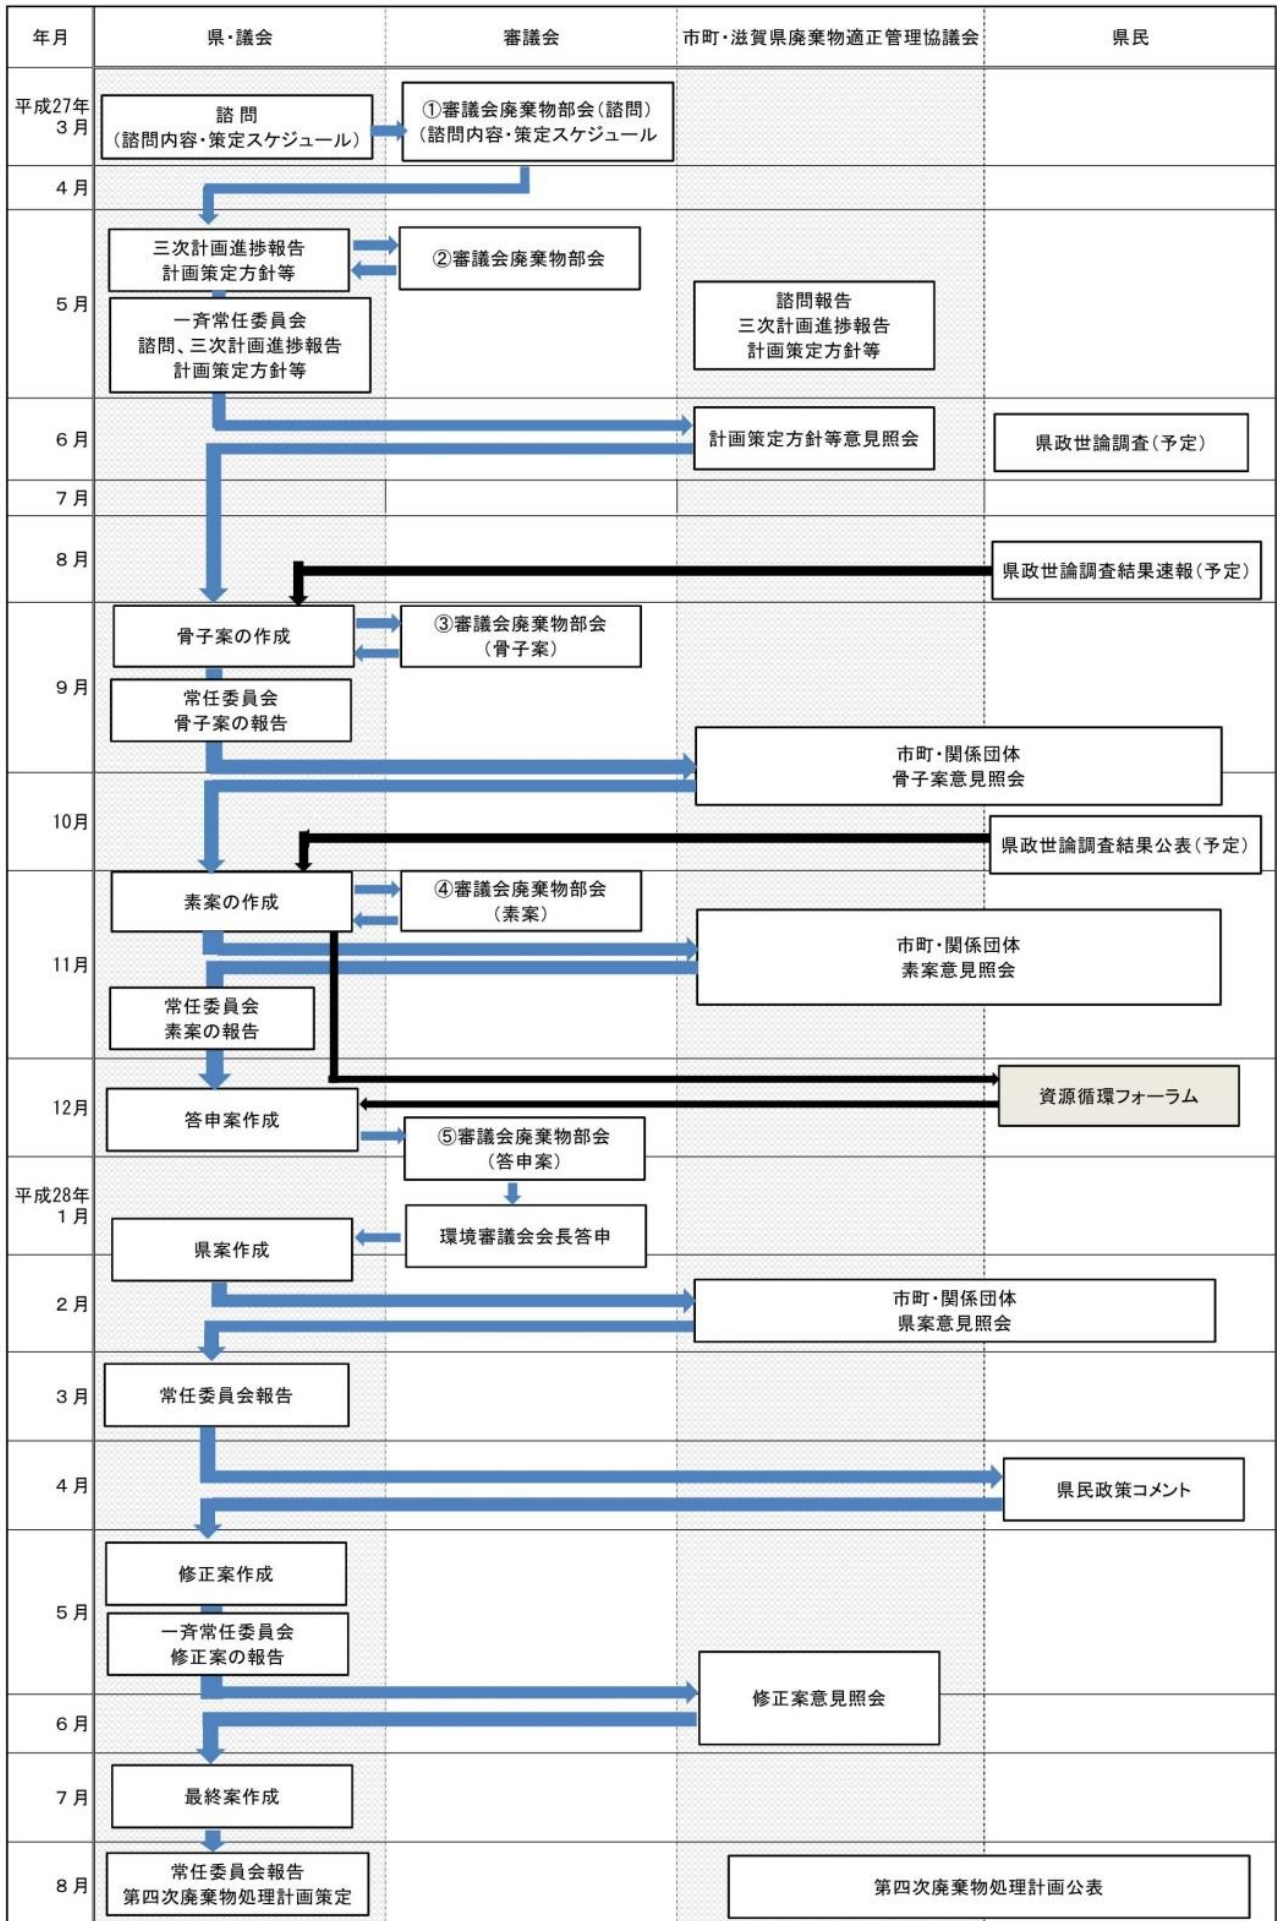 年月
県・議会
審議会
市町・滋賀県廃棄物適正管理協議会
県民
平成27年
3月
諮問
(諮問内容・策定スケジュール)
①審議会廃棄物部会(諮問)
(諮問内容・策定スケジュール
4月
5月
三次計画進捗報告
計画策定方針等
②審議会廃棄物部会
一斉常任委員会
諮問、三次計画進捗報告
計画策定方針等
諮問報告
三次計画進捗報告
計画策定方針等
6月
計画策定方針等意見照会
県政世論調査(予定)
7月
8月
県政世論調査結果速報(予定)
9月
骨子案の作成
③審議会廃棄物部会
(骨子案)
常任委員会
骨子案の報告
市町・関係団体
骨子案意見照会
10月
県政世論調査結果公表(予定)
11月
素案の作成
④審議会廃棄物部会
(素案)
市町・関係団体
素案意見照会
常任委員会
素案の報告
12月
資源循環フォーラム
答申案作成
⑤審議会廃棄物部会
(答申案)
平成28年
1月
県案作成
環境審議会会長答申
2月
市町・関係団体
県案意見照会
3月
常任委員会報告
4月
県民政策コメント
5月
修正案作成
一斉常任委員会
修正案の報告
修正案意見照会
6月
7月
最終案作成
8月
常任委員会報告
第四次廃棄物処理計画策定
第四次廃棄物処理計画公表